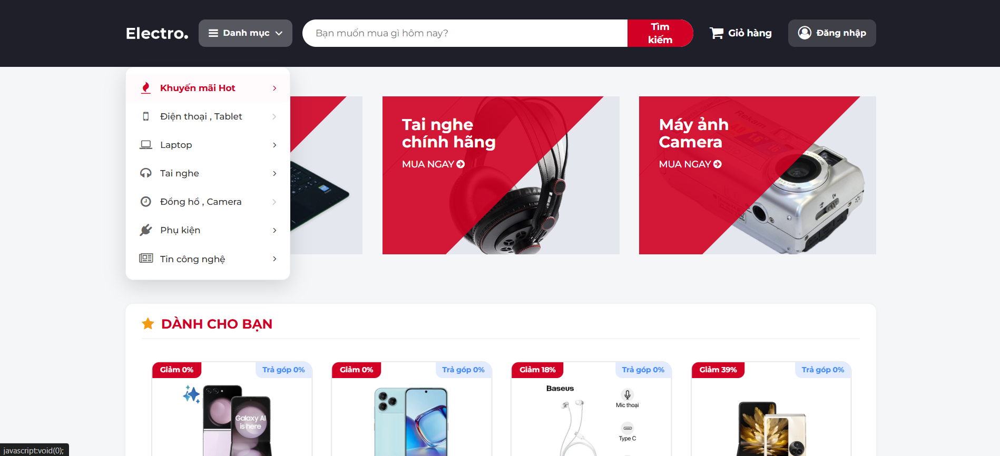 Electro.
Danh mục
Bạn muốn mua gì hôm nay?
Tìm
kiếm
Giỏ hàng
Đăng nhập
Khuyến mãi Hot
Điện thoại , Tablet
Laptop
Tai nghe
Đồng hồ , Camera
Phụ kiện
Tin công nghệ
Tai nghe
chính hãng
MUA NGAY
Máy ảnh
Camera
MUA NGAY
Rekam
DÀNH CHO BẠN
Giảm 0%
Trả góp 0%
Giảm 0%
Trả góp 0%
Giảm 18%
Trả góp 0%
Giảm 39%
Trả góp 0%
Galaxy AI
is here
Baseus
Mic thoại
Type C
javascript:void(0);